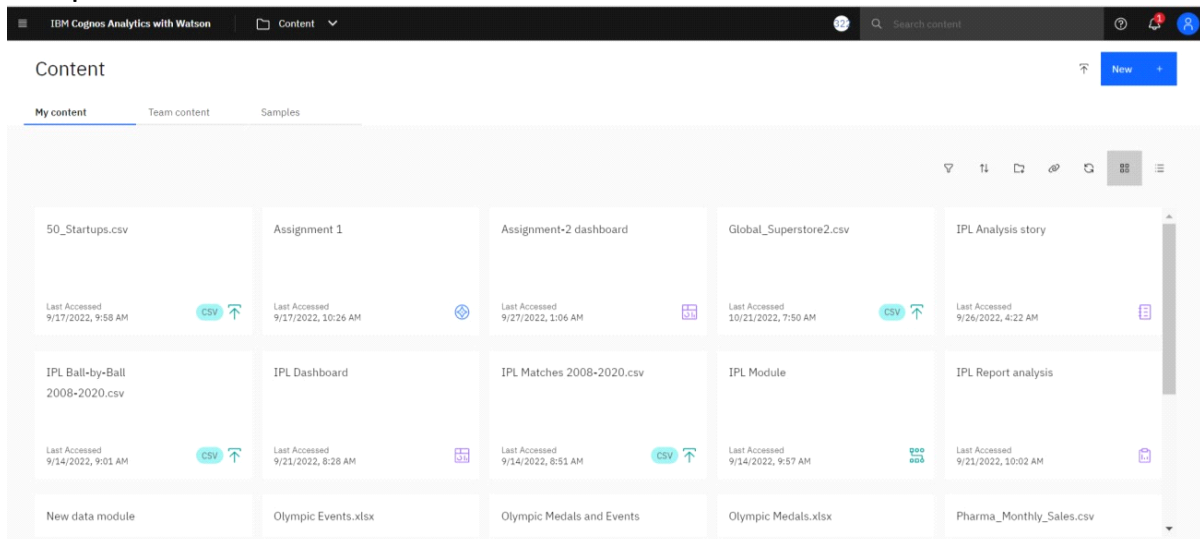 IBM Cognos Analytics with Watson
Content
Search content
1
Content
New +
My content
Team content
Samples
50_Startups.csv
Last Accessed
9/17/2022, 9:58 AM
CSV
Assignment 1
Last Accessed
9/17/2022, 10:26 AM
Assignment-2 dashboard
Last Accessed
9/27/2022, 1:06 AM
Global_Superstore2.csv
Last Accessed
10/21/2022, 7:50 AM
CSV
IPL Analysis story
Last Accessed
9/26/2022, 4:22 AM
IPL Ball-by-Ball
2008-2020.csv
Last Accessed
9/14/2022, 9:01 AM
CSV
IPL Dashboard
Last Accessed
9/21/2022, 8:28 AM
IPL Matches 2008-2020.csv
Last Accessed
9/14/2022, 8:51 AM
CSV
IPL Module
Last Accessed
9/14/2022, 9:57 AM
IPL Report analysis
Last Accessed
9/21/2022, 10:02 AM
New data module
Olympic Events.xlsx
Olympic Medals and Events
Olympic Medals.xlsx
Pharma_Monthly_Sales.csv